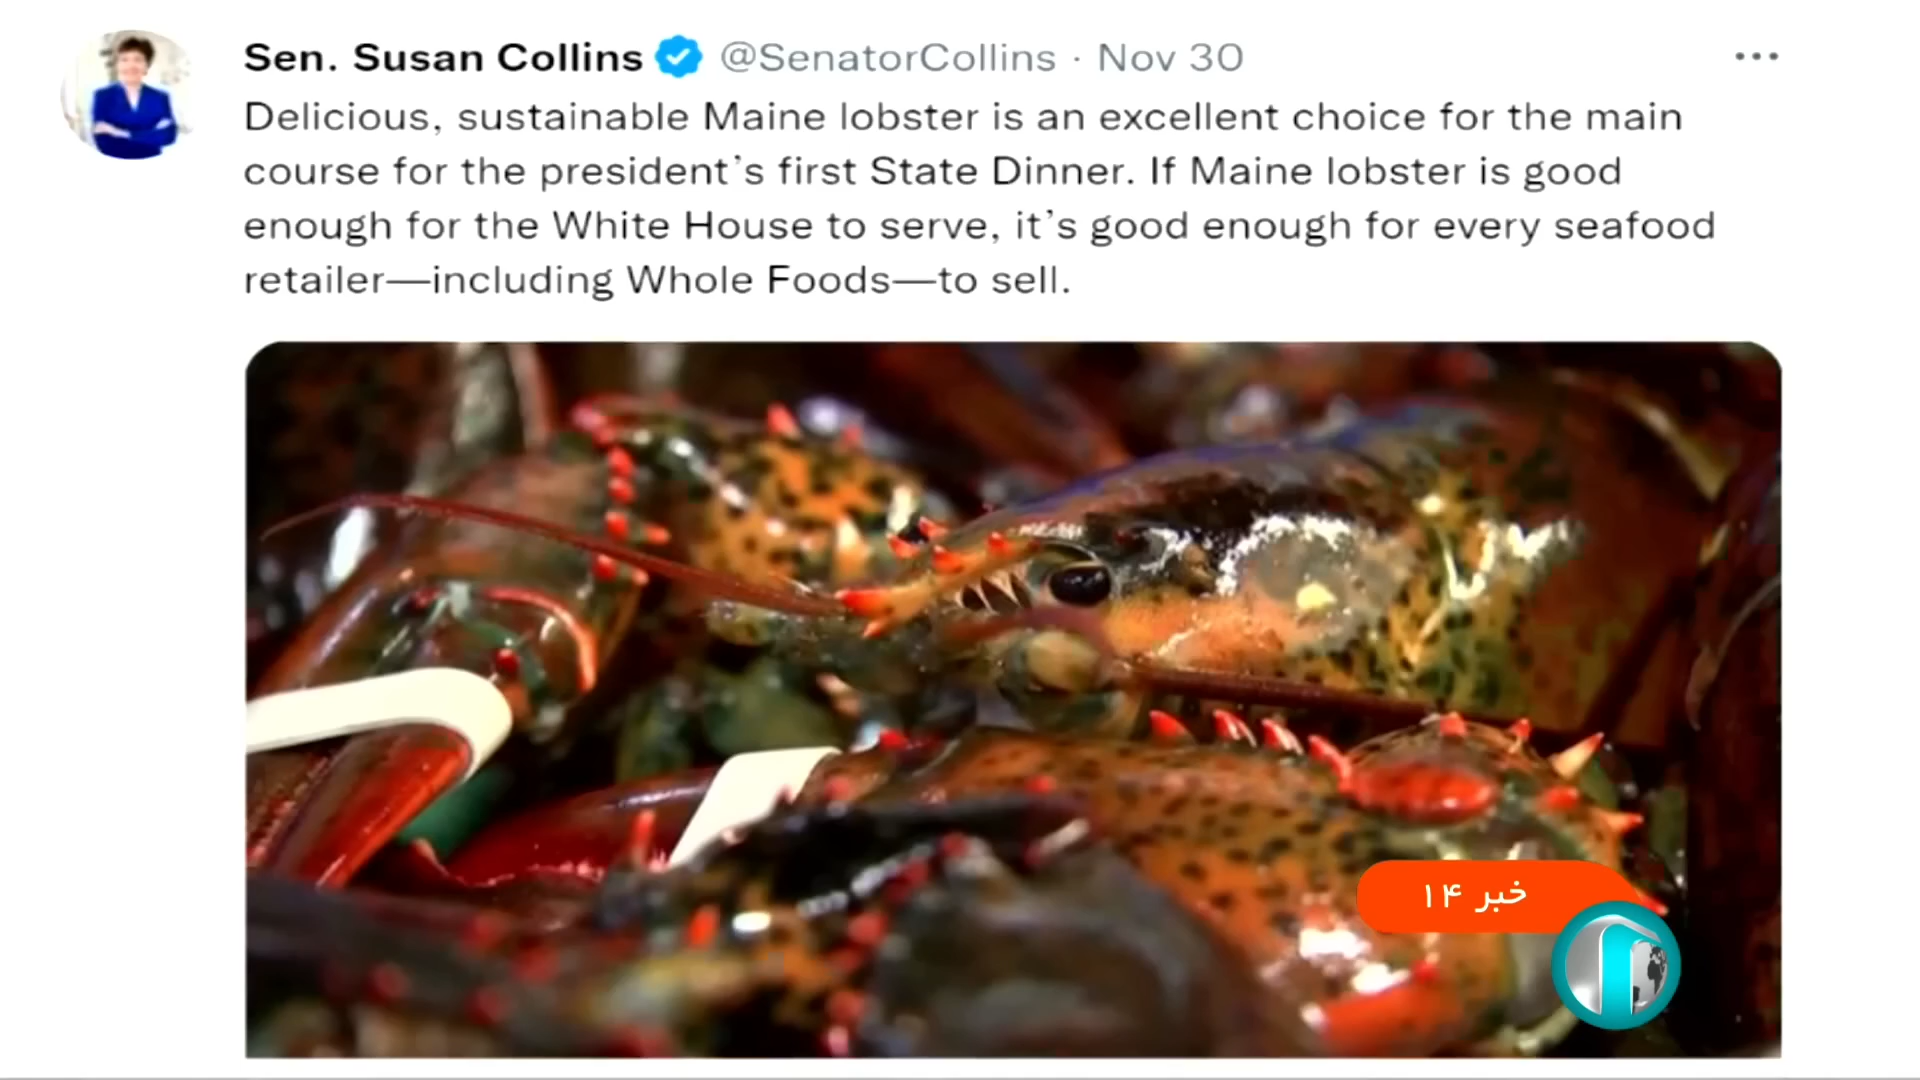 Sen. Susan Collins @SenatorCollins · Nov 30
Delicious, sustainable Maine lobster is an excellent choice for the main
course for the president’s first State Dinner. If Maine lobster is good
enough for the White House to serve, it’s good enough for every seafood
retailer—including Whole Foods—to sell.
خبر ۱۴